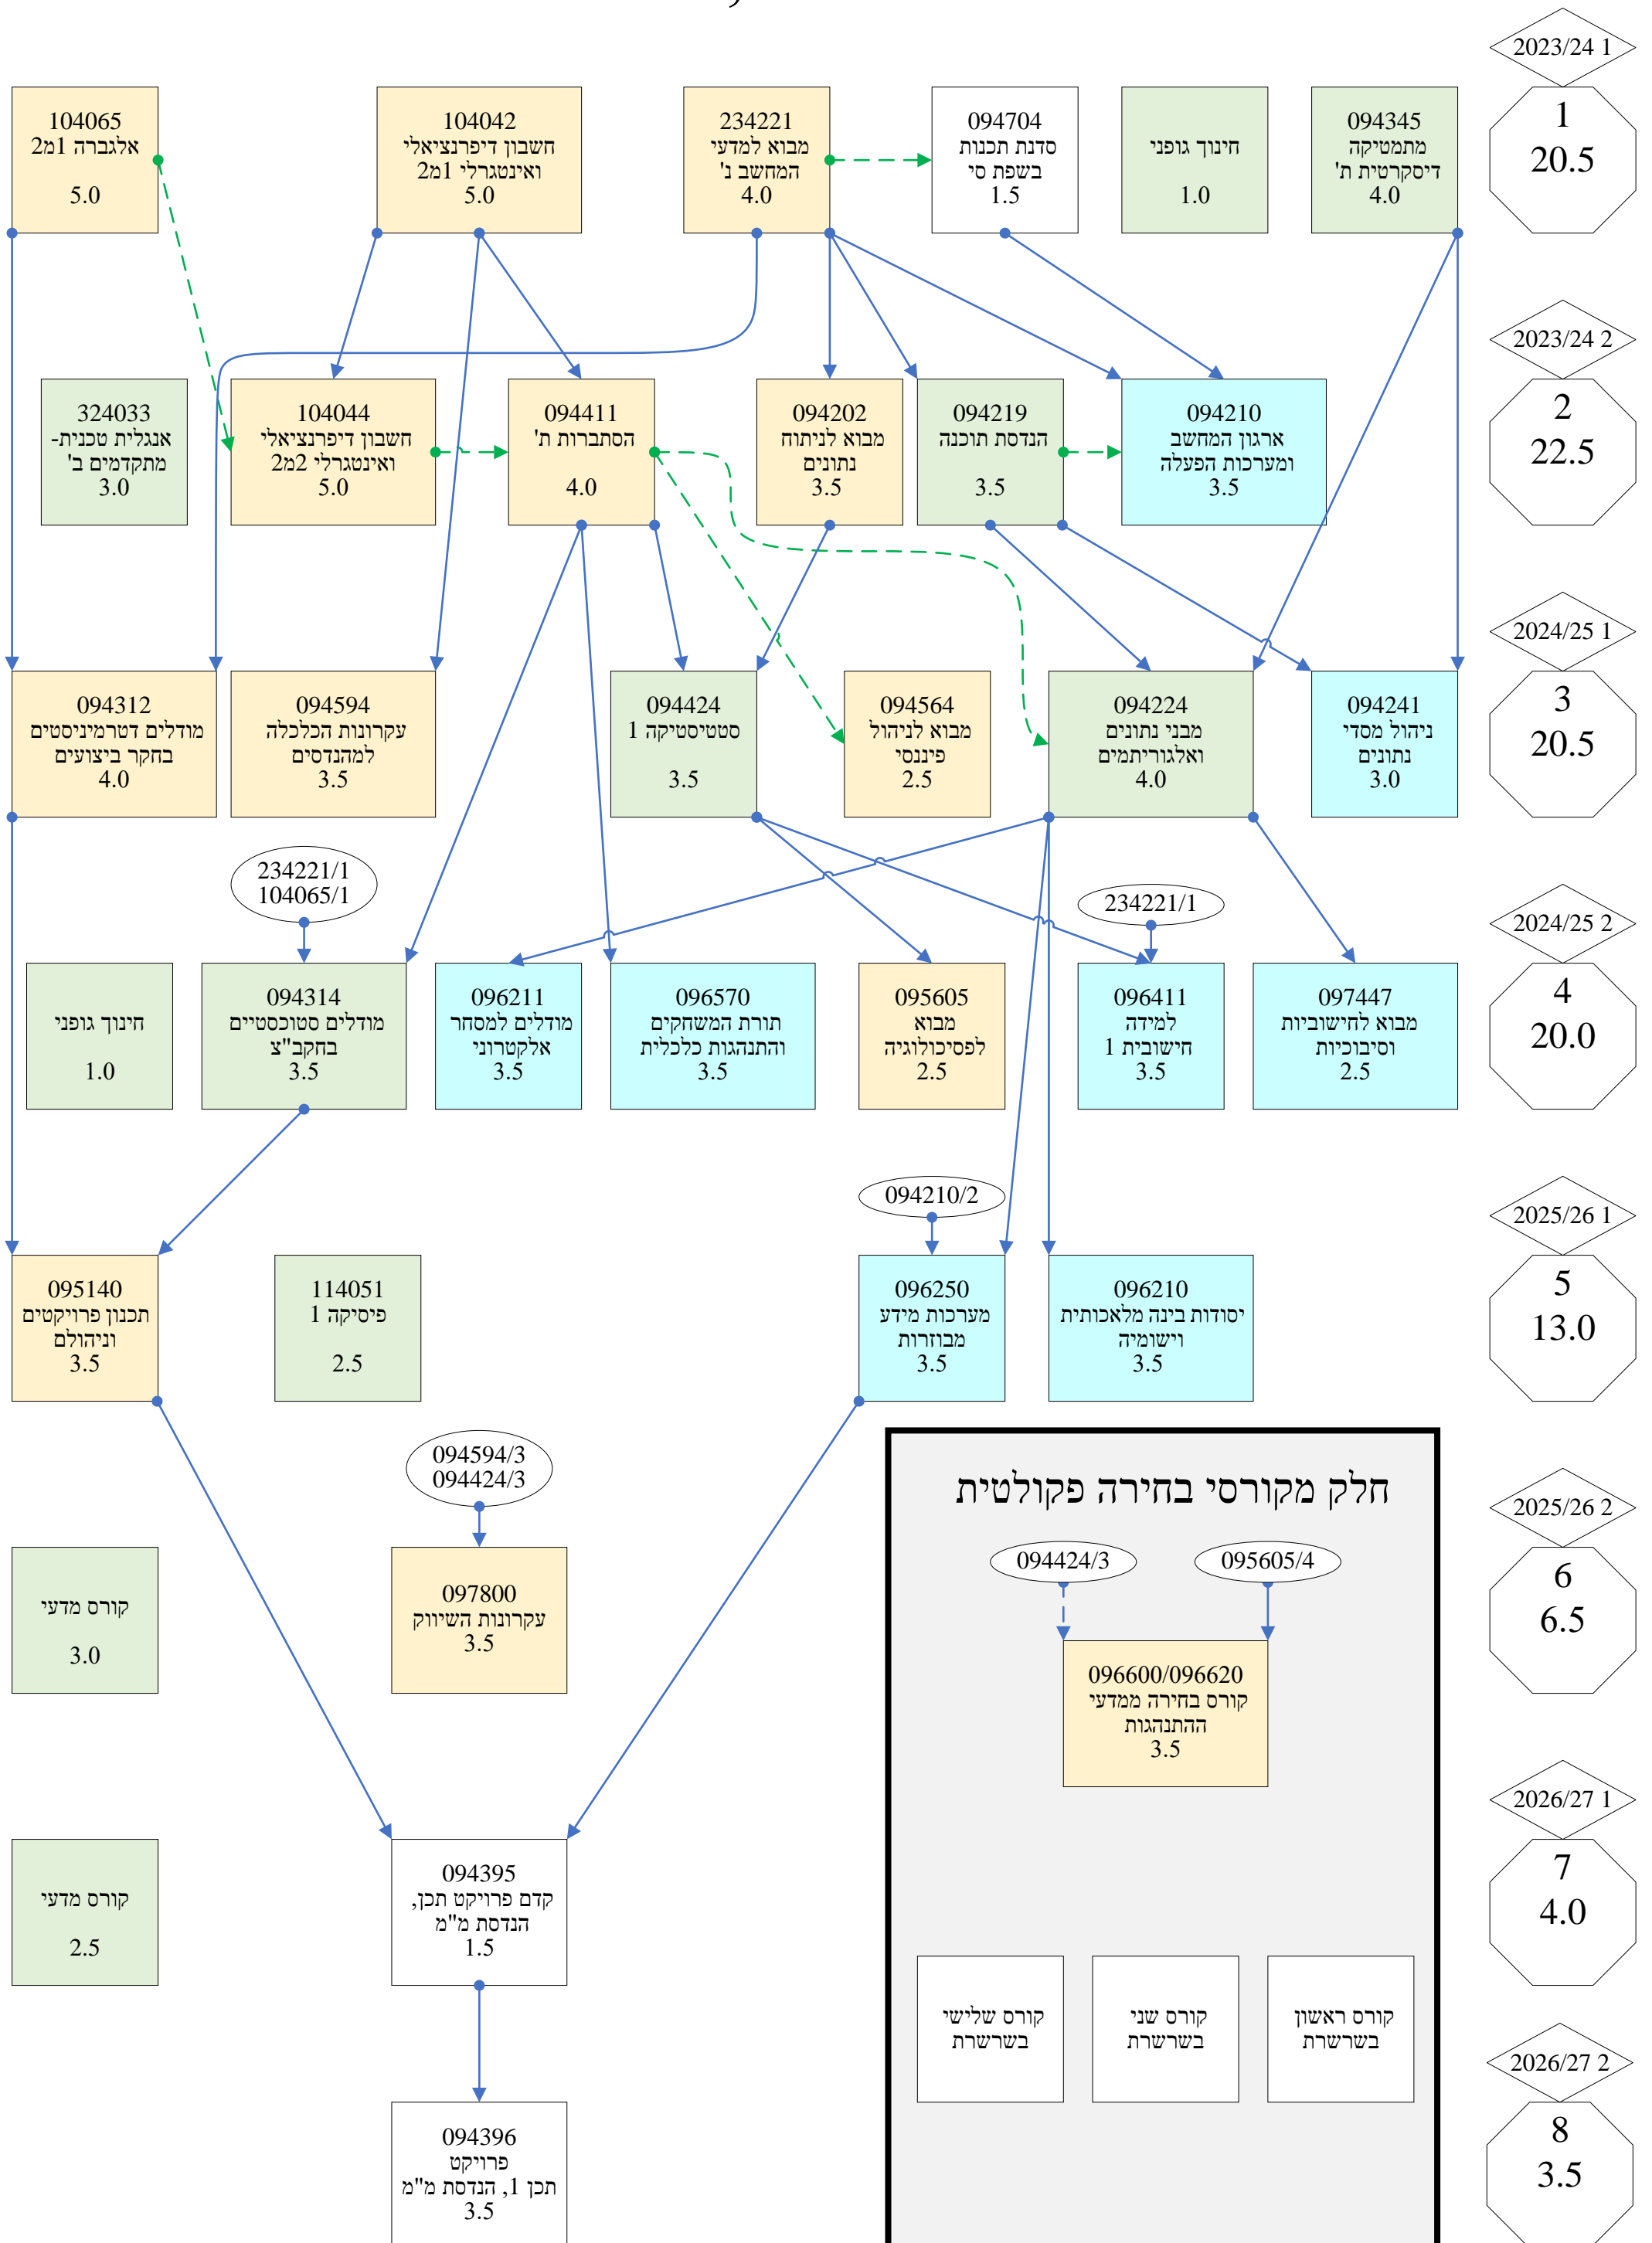 2023/24 1
104065
אלגברה 1מ2
5.0
104042
חשבון דיפרנציאלי
ואינטגרלי 1מ2
5.0
234221
מבוא למדעי
המחשב נ'
4.0
094704
סדנת תכנות
בשפת סי
1.5
חינוך גופני
1.0
094345
מתמטיקה
דיסקרטית ת'
4.0
1
20.5
2023/24 2
324033
אנגלית טכנית-
מתקדמים ב'
3.0
104044
חשבון דיפרנציאלי
ואינטגרלי 2מ2
5.0
094411
הסתברות ת'
4.0
094202
מבוא לניתוח
נתונים
3.5
094219
הנדסת תוכנה
3.5
094210
ארגון המחשב
ומערכות הפעלה
3.5
2
22.5
2024/25 1
094312
מודלים דטרמיניסטים
בחקר ביצועים
4.0
094594
עקרונות הכלכלה
למהנדסים
3.5
094424
סטטיסטיקה 1
3.5
094564
מבוא לניהול
פיננסי
2.5
094224
מבני נתונים
ואלגוריתמים
4.0
094241
ניהול מסדי
נתונים
3.0
3
20.5
234221/1
104065/1
234221/1
2024/25 2
חינוך גופני
1.0
094314
מודלים סטוכסטיים
בחקב"צ
3.5
096211
מודלים למסחר
אלקטרוני
3.5
096570
תורת המשחקים
והתנהגות כלכלית
3.5
095605
מבוא
לפסיכולוגיה
2.5
096411
למידה
חישובית 1
3.5
097447
מבוא לחישוביות
וסיבוכיות
2.5
4
20.0
094210/2
2025/26 1
095140
תכנון פרויקטים
וניהולם
3.5
114051
פיסיקה 1
2.5
096250
מערכות מידע
מבוזרות
3.5
096210
יסודות בינה מלאכותית
וישומיה
3.5
5
13.0
094594/3
094424/3
חלק מקורסי בחירה פקולטית
2025/26 2
094424/3
095605/4
קורס מדעי
3.0
097800
עקרונות השיווק
3.5
096600/096620
קורס בחירה ממדעי
ההתנהגות
3.5
6
6.5
2026/27 1
קורס מדעי
2.5
094395
קדם פרויקט תכן,
הנדסת מ"מ
1.5
7
4.0
קורס ראשון
בשרשרת
קורס שני
בשרשרת
קורס שלישי
בשרשרת
2026/27 2
094396
פרויקט
תכן 1, הנדסת מ"מ
3.5
8
3.5